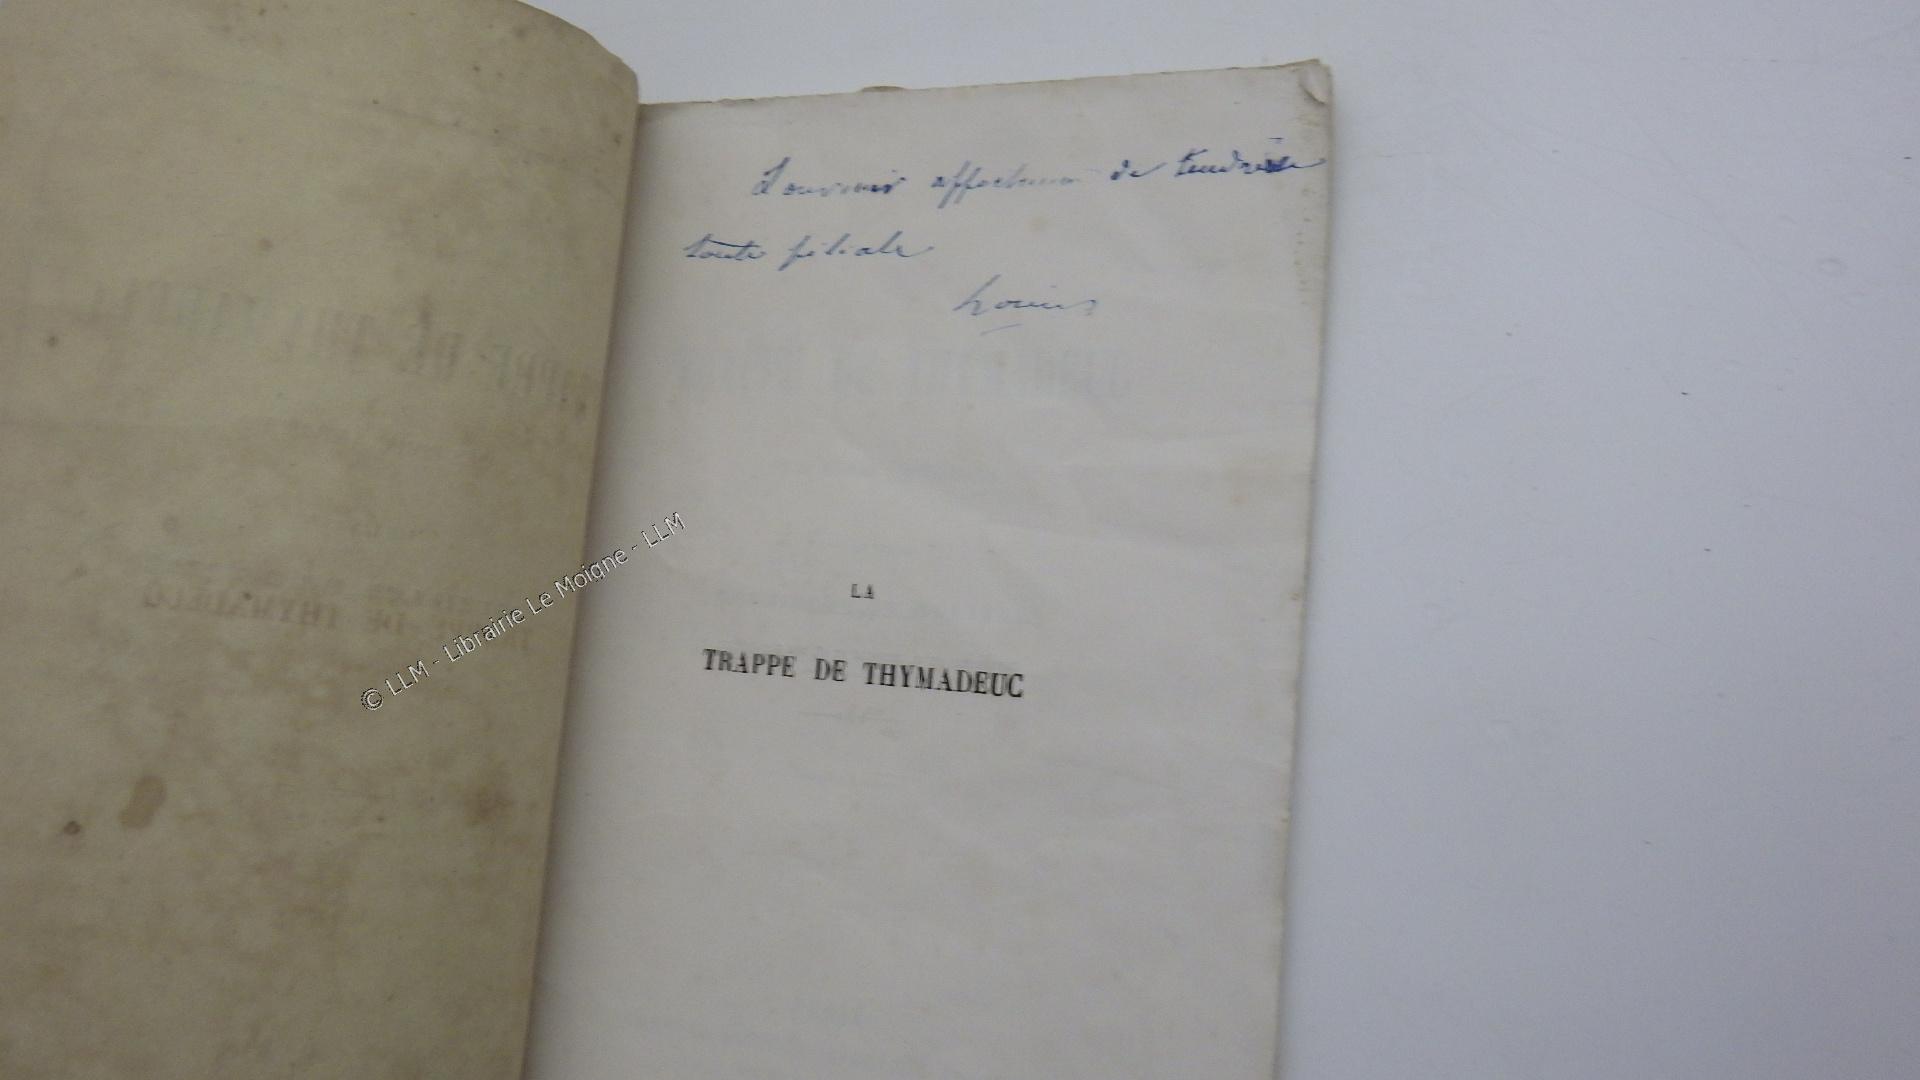 Souvenir affectueux de tendresse
toute filiale
Louis
LA
TRAPPE DE THYMADEUC
© LLM - Librairie Le Moigne - LLM